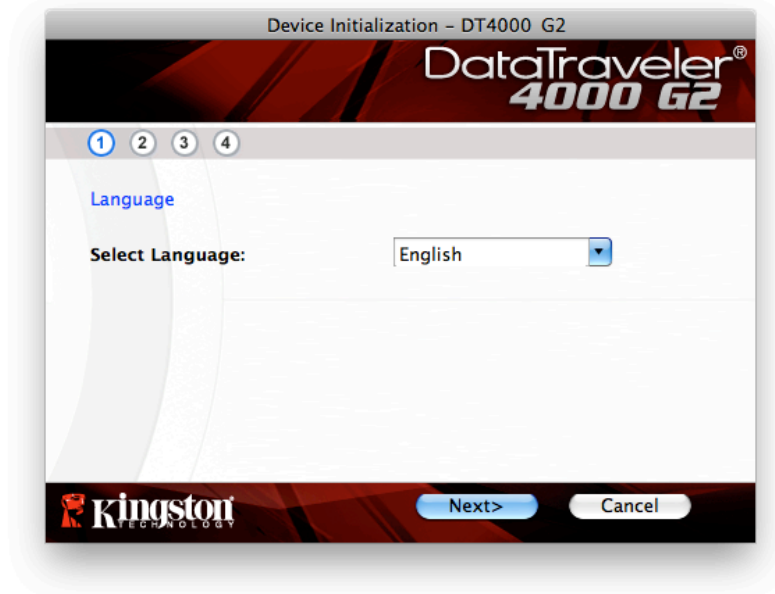 Device Initialization – DT4000 G2
DataTraveler®
4000 G2
1 2 3 4
Language
Select Language: English
Kingston
TECHNOLOGY
Next> Cancel